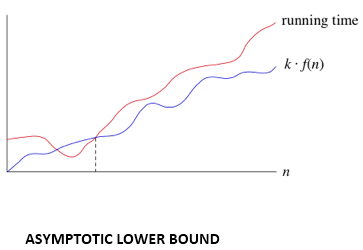 running time
k · f(n)
n
ASYMPTOTIC LOWER BOUND